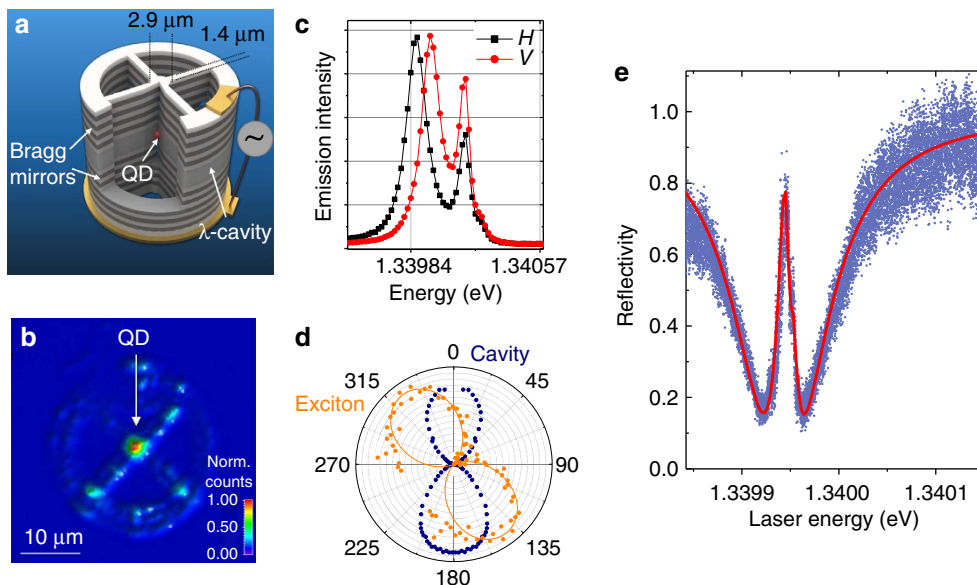 a
2.9 µm
1.4 µm
Bragg
mirrors
QD
λ-cavity
~
b
QD
Norm.
counts
1.00
0.50
0.00
10 µm
c
H
V
Emission intensity
1.33984
1.34057
Energy (eV)
d
0
Cavity
315
45
Exciton
270
90
225
135
180
e
Reflectivity
1.0
0.8
0.6
0.4
0.2
0.0
1.3399
1.3400
1.3401
Laser energy (eV)